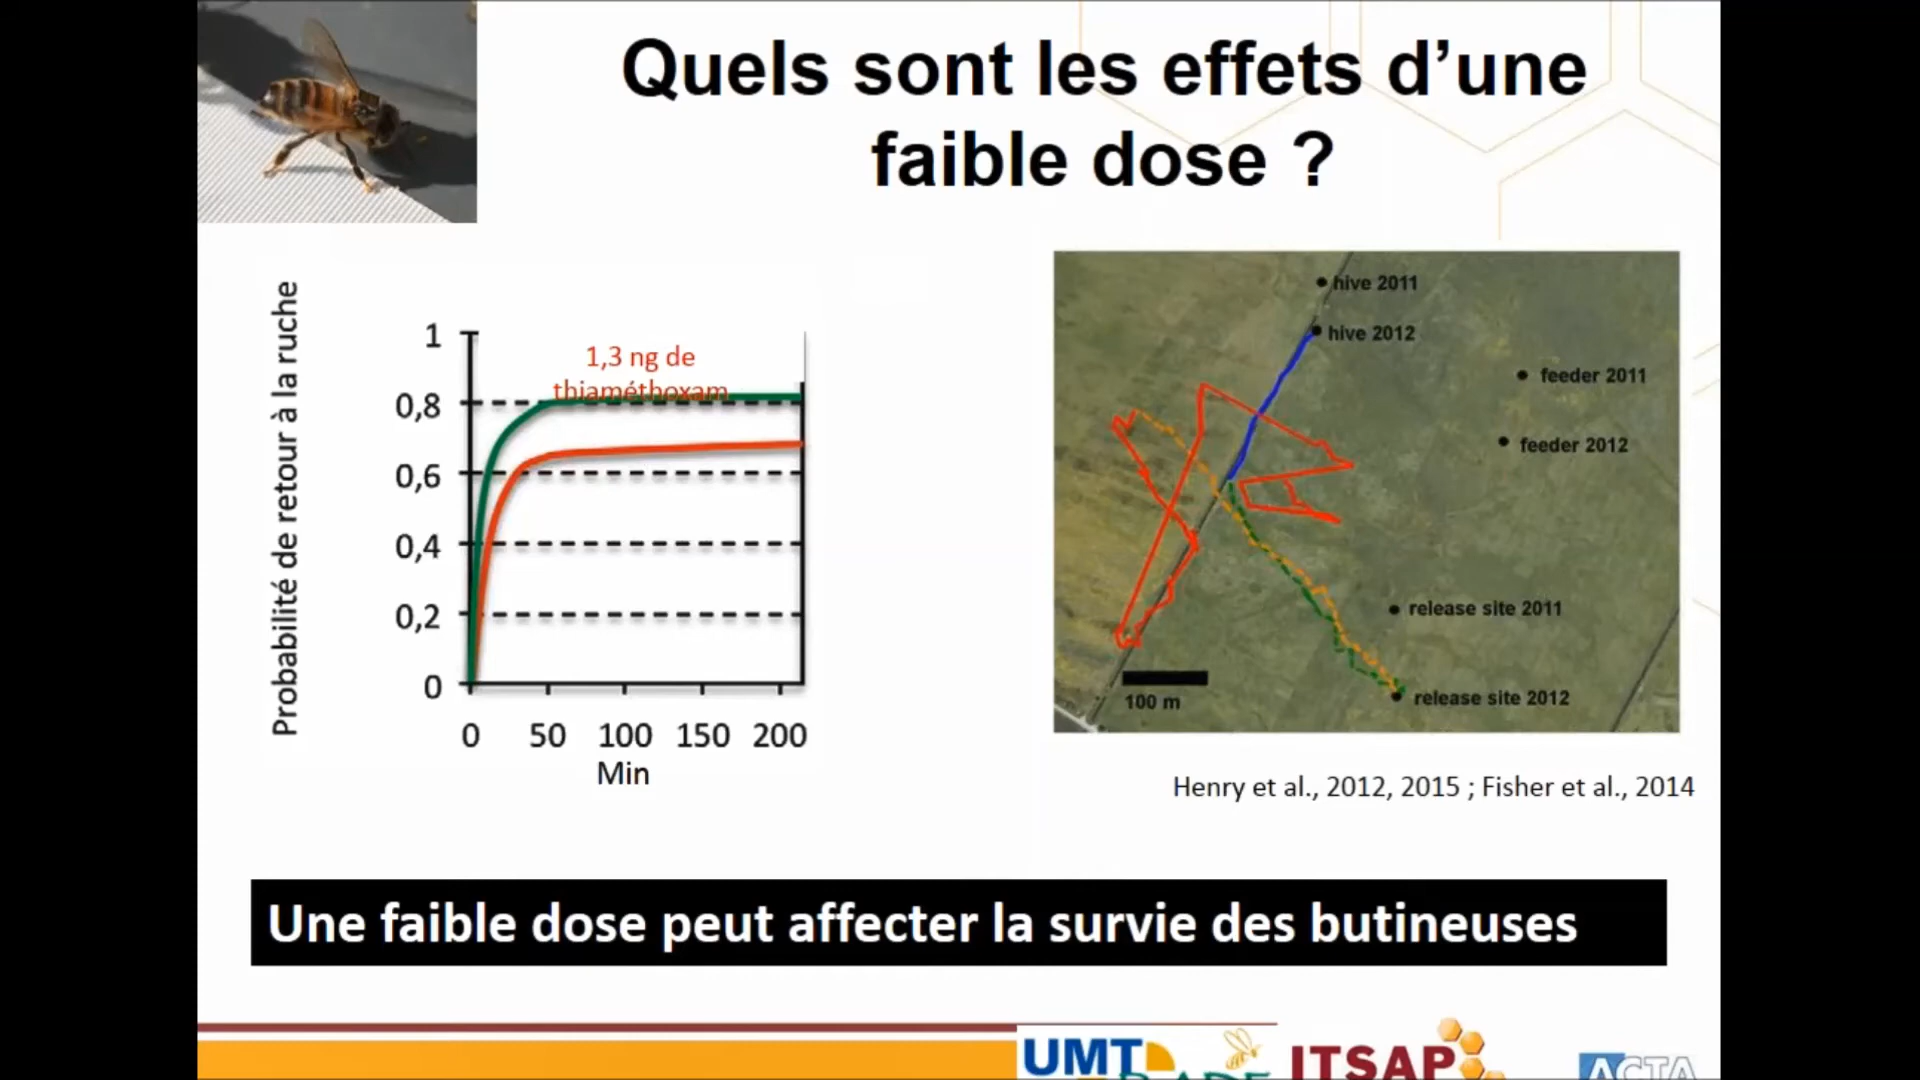 Quels sont les effets d’une
faible dose ?
Probabilité de retour à la ruche
1
0,8
0,6
0,4
0,2
0
1,3 ng de
thiaméthoxam
0 50 100 150 200
Min
hive 2011
hive 2012
feeder 2011
feeder 2012
release site 2011
release site 2012
100 m
Henry et al., 2012, 2015 ; Fisher et al., 2014
Une faible dose peut affecter la survie des butineuses
UMT
ITSAP
ACTA